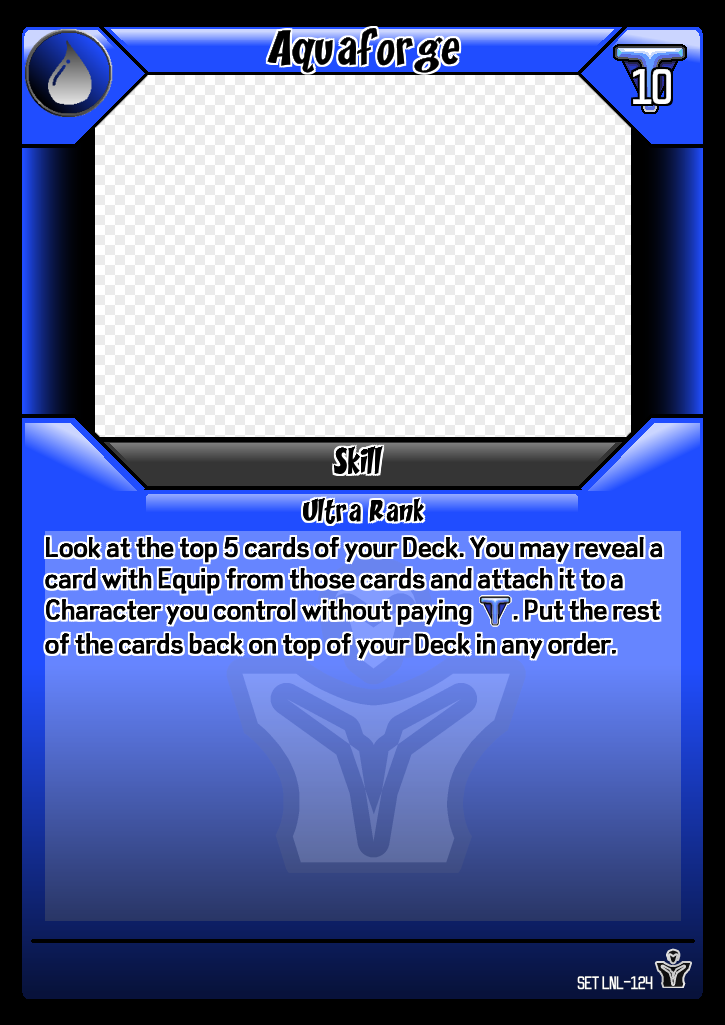 Aquaforge
10
Skill
Ultra Rank
Look at the top 5 cards of your Deck. You may reveal a
card with Equip from those cards and attach it to a
Character you control without paying T. Put the rest
of the cards back on top of your Deck in any order.
SET LNL-124